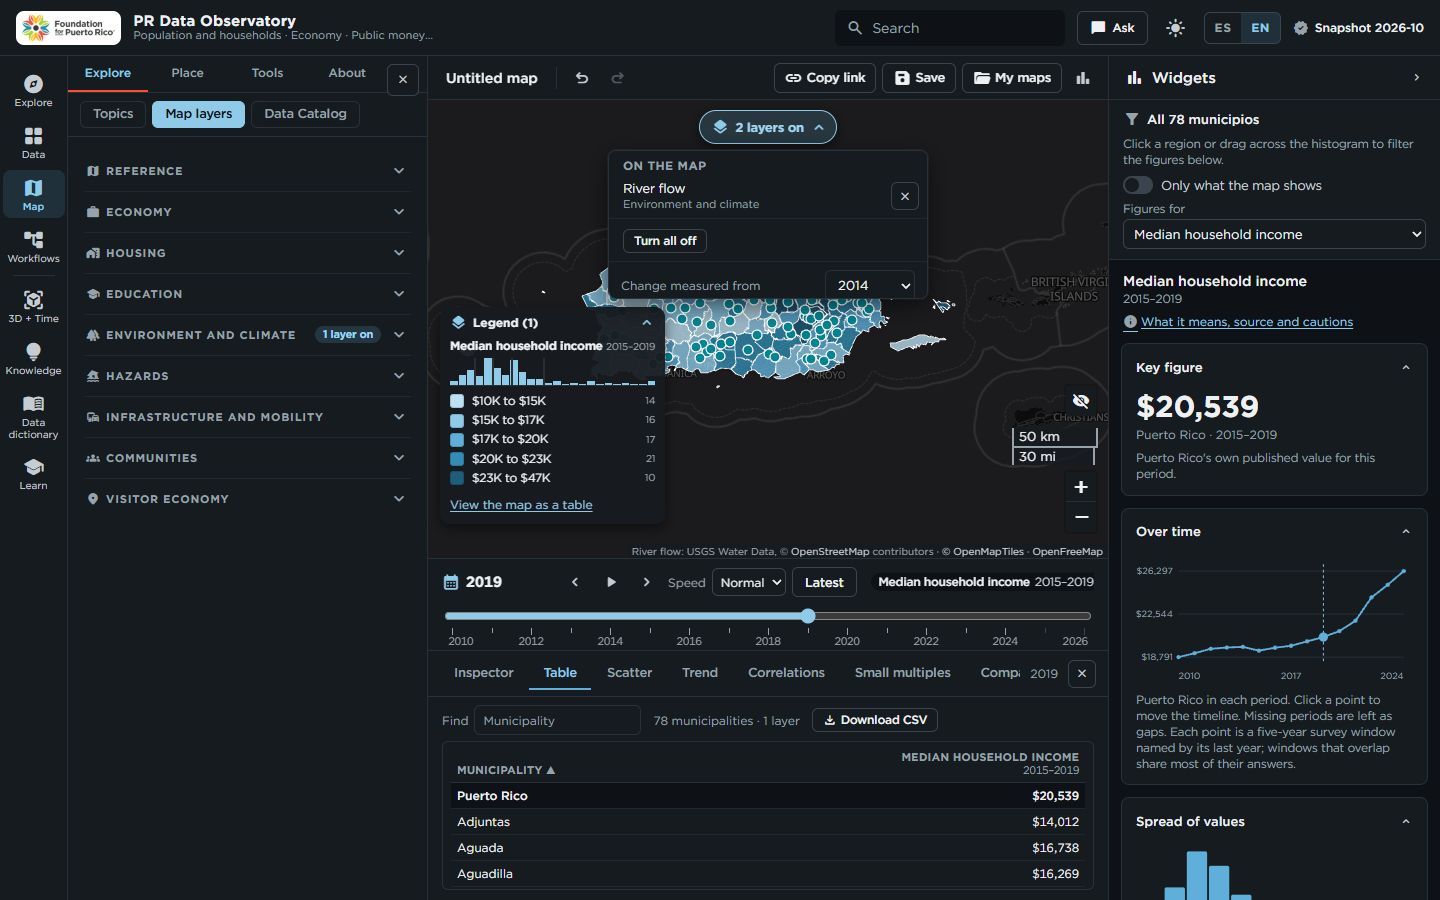 Foundation
for Puerto Rico
PR Data Observatory
Population and households · Economy · Public money...
Search
Ask
ES
EN
Snapshot 2026-10
Explore
Data
Map
Workflows
3D + Time
Knowledge
Data
dictionary
Learn
Explore
Place
Tools
About
Topics
Map layers
Data Catalog
REFERENCE
ECONOMY
HOUSING
EDUCATION
ENVIRONMENT AND CLIMATE
1 layer on
HAZARDS
INFRASTRUCTURE AND MOBILITY
COMMUNITIES
VISITOR ECONOMY
Untitled map
Copy link
Save
My maps
2 layers on
ON THE MAP
River flow
Environment and climate
Turn all off
Change measured from
2014
BRITISH VIRGI
ISLANDS
ARROYO
CHRISTIANS
Legend (1)
Median household income 2015–2019
$10K to $15K
14
$15K to $17K
16
$17K to $20K
17
$20K to $23K
21
$23K to $47K
10
View the map as a table
50 km
30 mi
River flow: USGS Water Data, © OpenStreetMap contributors · © OpenMapTiles · OpenFreeMap
2019
Speed
Normal
Latest
Median household income 2015–2019
2010
2012
2014
2016
2018
2020
2022
2024
2026
Inspector
Table
Scatter
Trend
Correlations
Small multiples
Compa
2019
Find
Municipality
78 municipalities · 1 layer
Download CSV
MUNICIPALITY ▲
MEDIAN HOUSEHOLD INCOME
2015–2019
Puerto Rico
$20,539
Adjuntas
$14,012
Aguada
$16,738
Aguadilla
$16,269
Widgets
All 78 municipios
Click a region or drag across the histogram to filter
the figures below.
Only what the map shows
Figures for
Median household income
Median household income
2015–2019
What it means, source and cautions
Key figure
$20,539
Puerto Rico · 2015–2019
Puerto Rico's own published value for this
period.
Over time
$26,297
$22,544
$18,791
2010
2017
2024
Puerto Rico in each period. Click a point to
move the timeline. Missing periods are left as
gaps. Each point is a five-year survey window
named by its last year; windows that overlap
share most of their answers.
Spread of values